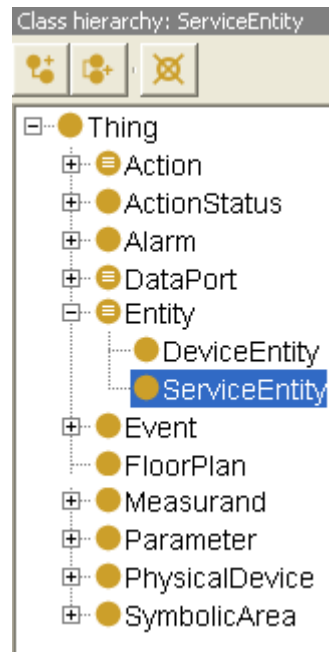 Class hierarchy: ServiceEntity
Thing
Action
ActionStatus
Alarm
DataPort
Entity
DeviceEntity
ServiceEntity
Event
FloorPlan
Measurand
Parameter
PhysicalDevice
SymbolicArea